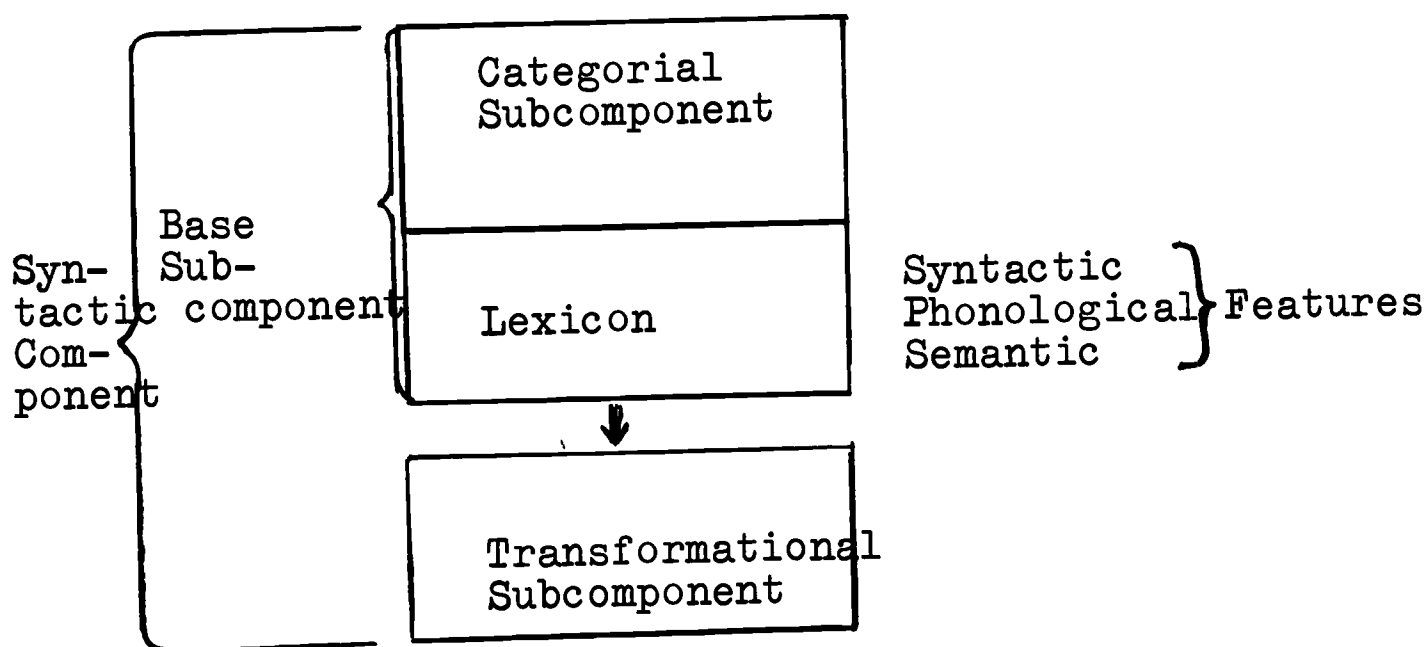 Categorial
Subcomponent
Base
Sub-
component
Syn-
tactic
Com-
ponent
Lexicon
Syntactic
Phonological
Semantic
Features
Transformational
Subcomponent